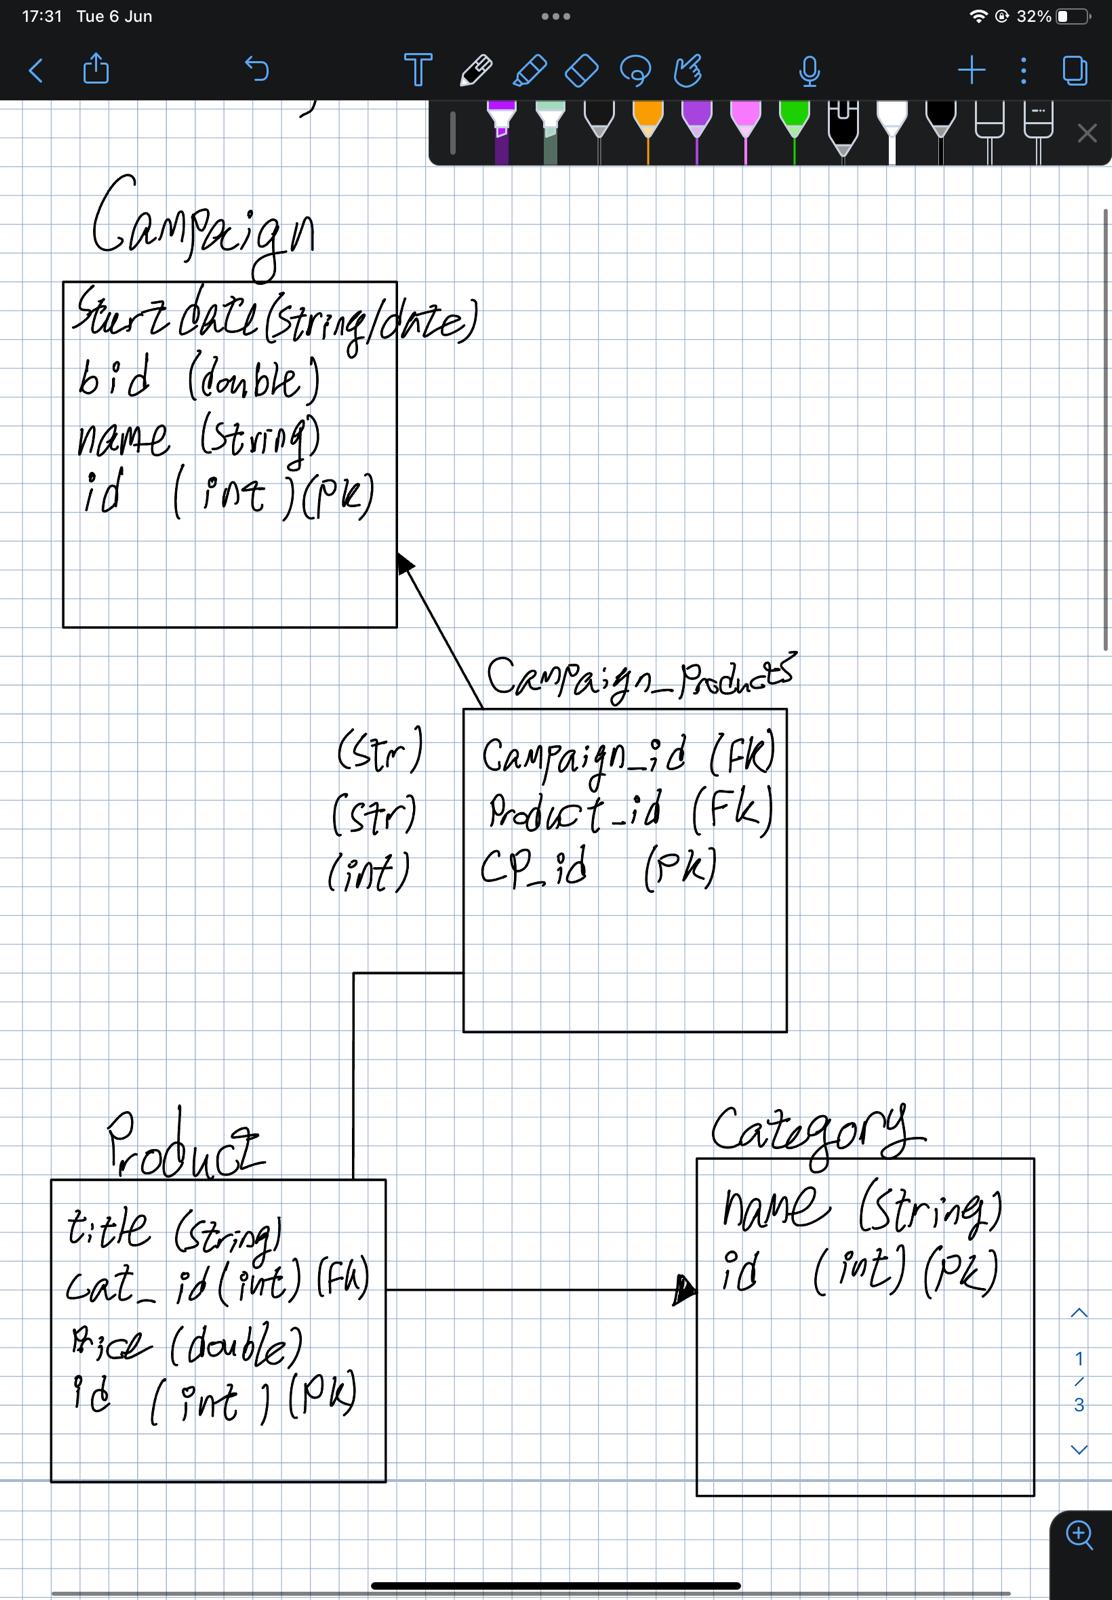 17:31 Tue 6 Jun
32%
Campaign
Start date (string/date)
bid (double)
name (string)
id (int) (PK)
Campaign_Products
(str) Campaign_id (FK)
(str) Product_id (FK)
(int) CP_id (PK)
Product
title (string)
cat_id (int) (FK)
Price (double)
id (int) (PK)
Category
name (string)
id (int) (PK)
1
/
3